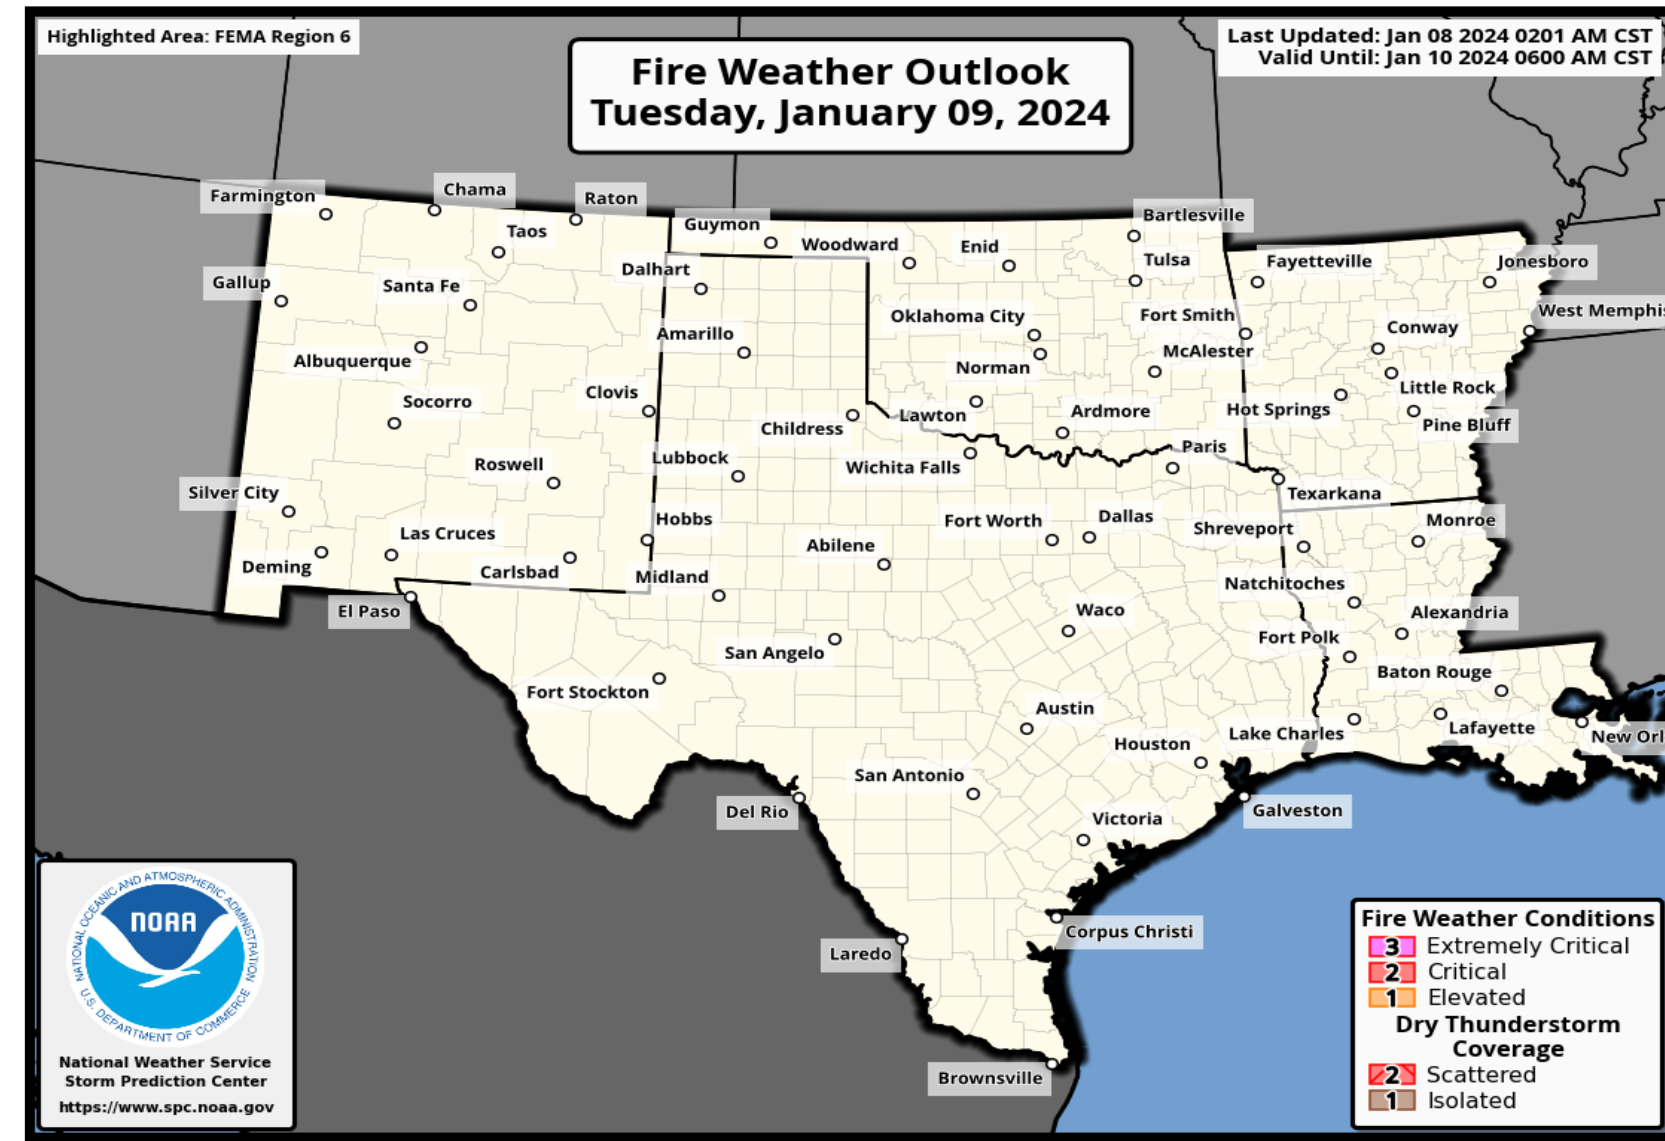 Highlighted Area: FEMA Region 6
Fire Weather Outlook
Tuesday, January 09, 2024
Last Updated: Jan 08 2024 0201 AM CST
Valid Until: Jan 10 2024 0600 AM CST
Farmington
Chama
Raton
Taos
Guymon
Woodward
Enid
Bartlesville
Tulsa
Fayetteville
Jonesboro
Gallup
Santa Fe
Dalhart
Oklahoma City
Fort Smith
West Memphis
Albuquerque
Amarillo
Norman
McAlester
Conway
Little Rock
Socorro
Clovis
Childress
Lawton
Ardmore
Hot Springs
Pine Bluff
Roswell
Lubbock
Wichita Falls
Paris
Texarkana
Silver City
Las Cruces
Hobbs
Abilene
Fort Worth
Dallas
Shreveport
Monroe
Deming
Carlsbad
Midland
Natchitoches
El Paso
San Angelo
Waco
Fort Polk
Alexandria
Fort Stockton
Austin
Baton Rouge
Houston
Lake Charles
Lafayette
New Orl
San Antonio
Del Rio
Victoria
Galveston
Laredo
Corpus Christi
Brownsville
NATIONAL OCEANIC AND ATMOSPHERIC ADMINISTRATION
NOAA
U.S. DEPARTMENT OF COMMERCE
National Weather Service
Storm Prediction Center
https://www.spc.noaa.gov
Fire Weather Conditions
3 Extremely Critical
2 Critical
1 Elevated
Dry Thunderstorm
Coverage
2 Scattered
1 Isolated